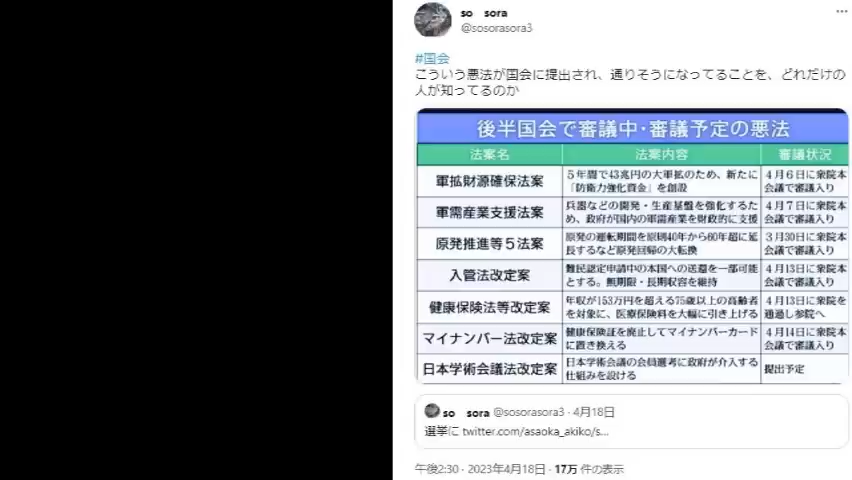 so sora
@sosorasora3
#国会
こういう悪法が国会に提出され、通りそうになってることを、どれだけの
人が知ってるのか
後半国会で審議中・審議予定の悪法
法案名 法案内容 審議状況
軍拡財源確保法案
5年間で43兆円の大軍拡のため、新たに
「防衛力強化資金」を創設
4月6日に衆院本
会議で審議入り
軍需産業支援法案
兵器などの開発・生産基盤を強化するた
め、政府が国内の軍需産業を財政的に支援
4月7日に衆院本
会議で審議入り
原発推進等5法案
原発の運転期間を原則40年から60年超に延
長するなど原発回帰の大転換
3月30日に衆院本
会議で審議入り
入管法改定案
難民認定申請中の本国への送還を一部可能
とする。無期限・長期収容を維持
4月13日に衆院本
会議で審議入り
健康保険法等改定案
年収が153万円を超える75歳以上の高齢者
を対象に、医療保険料を大幅に引き上げる
4月13日に衆院を
通過し参院へ
マイナンバー法改定案
健康保険証を廃止してマイナンバーカード
に置き換える
4月14日に衆院本
会議で審議入り
日本学術会議法改定案
日本学術会議の会員選考に政府が介入する
仕組みを設ける
提出予定
so sora @sosorasora3 · 4月18日
選挙に twitter.com/asaoka_akiko/s...
午後2:30 · 2023年4月18日 · 17万 件の表示